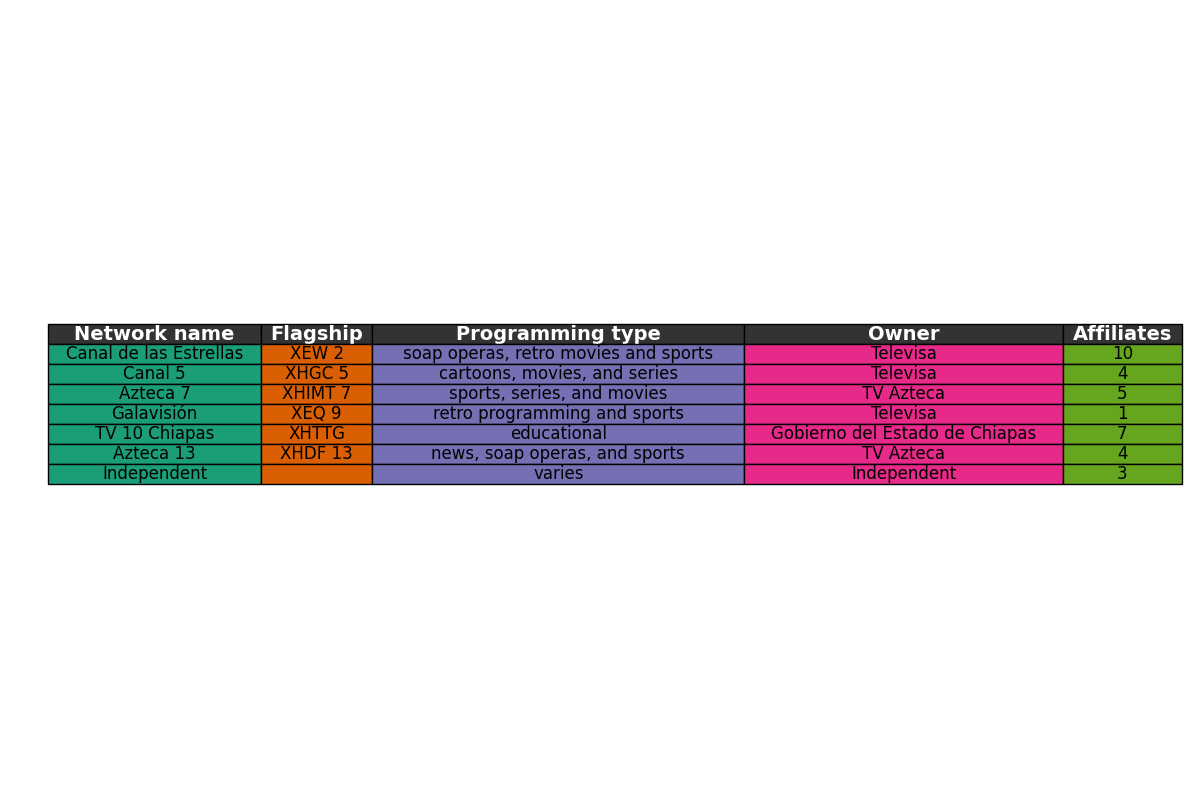 Network name Flagship Programming type Owner Affiliates
Canal de las Estrellas XEW 2 soap operas, retro movies and sports Televisa 10
Canal 5 XHGC 5 cartoons, movies, and series Televisa 4
Azteca 7 XHIMT 7 sports, series, and movies TV Azteca 5
Galavisión XEQ 9 retro programming and sports Televisa 1
TV 10 Chiapas XHTTG educational Gobierno del Estado de Chiapas 7
Azteca 13 XHDF 13 news, soap operas, and sports TV Azteca 4
Independent varies Independent 3